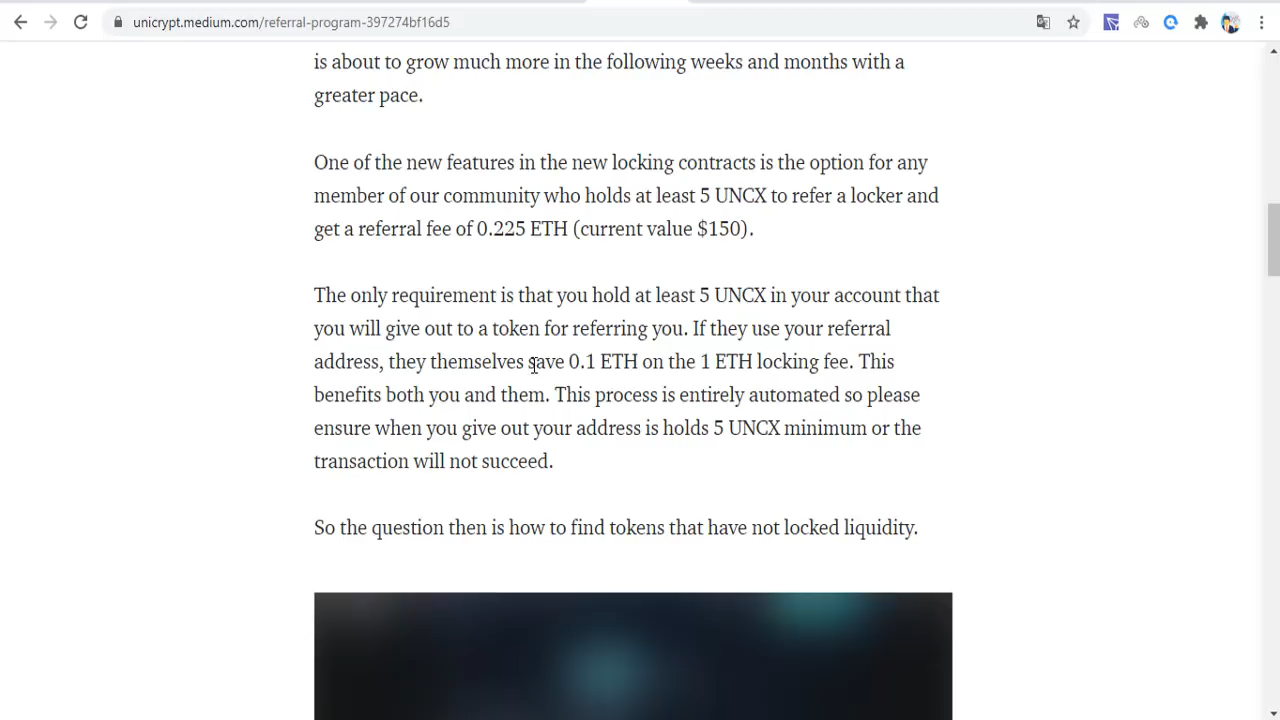 unicrypt.medium.com/referral-program-397274bf16d5
is about to grow much more in the following weeks and months with a
greater pace.
One of the new features in the new locking contracts is the option for any
member of our community who holds at least 5 UNCX to refer a locker and
get a referral fee of 0.225 ETH (current value $150).
The only requirement is that you hold at least 5 UNCX in your account that
you will give out to a token for referring you. If they use your referral
address, they themselves save 0.1 ETH on the 1 ETH locking fee. This
benefits both you and them. This process is entirely automated so please
ensure when you give out your address is holds 5 UNCX minimum or the
transaction will not succeed.
So the question then is how to find tokens that have not locked liquidity.